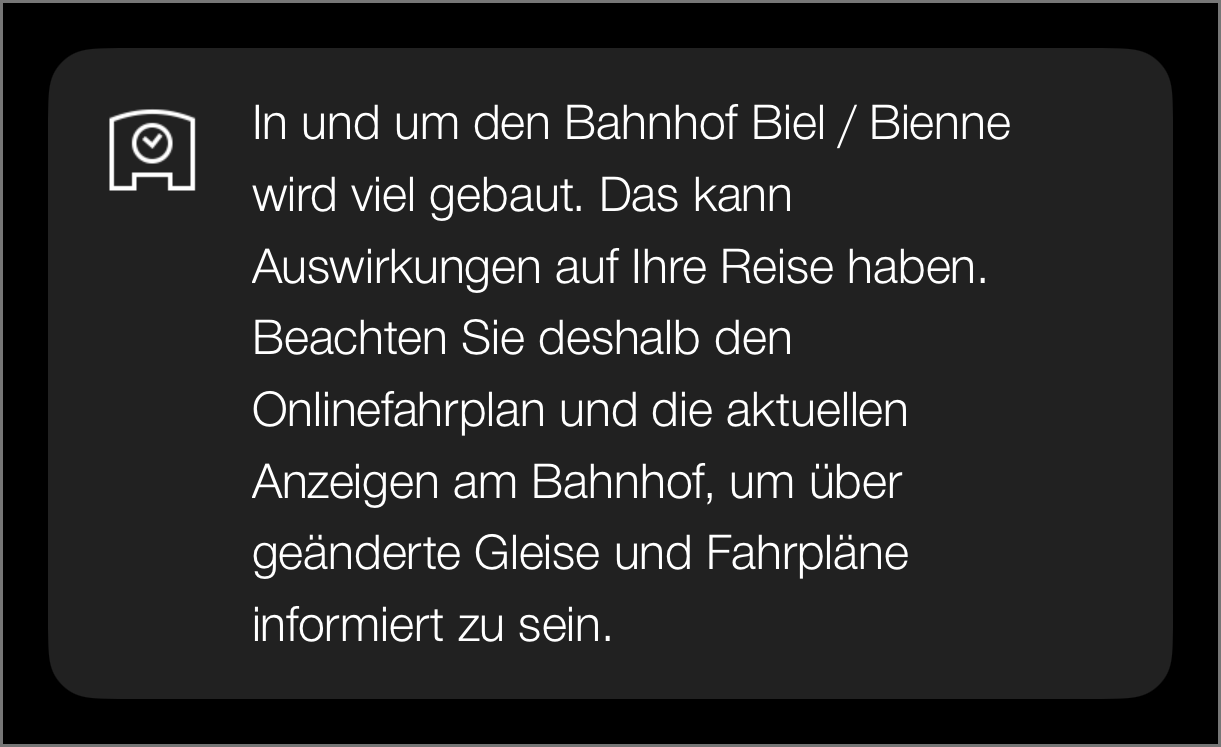 In und um den Bahnhof Biel / Bienne
wird viel gebaut. Das kann
Auswirkungen auf Ihre Reise haben.
Beachten Sie deshalb den
Onlinefahrplan und die aktuellen
Anzeigen am Bahnhof, um über
geänderte Gleise und Fahrpläne
informiert zu sein.